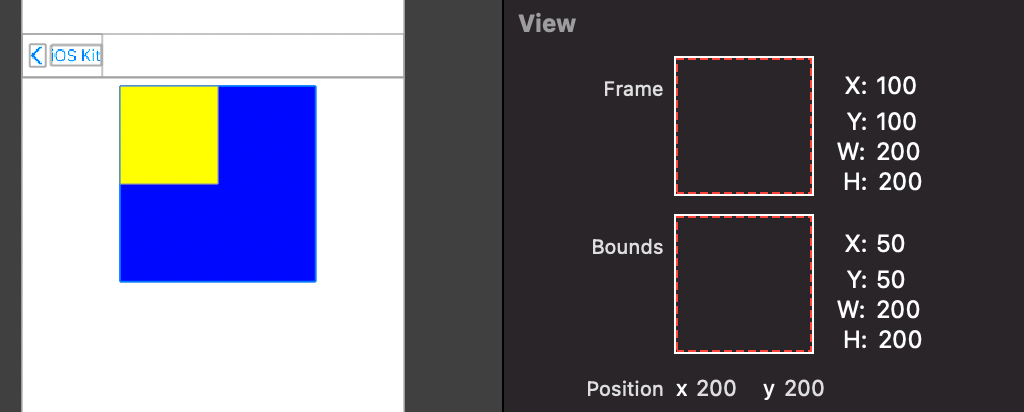 iOS Kit
View
Frame
X: 100
Y: 100
W: 200
H: 200
Bounds
X: 50
Y: 50
W: 200
H: 200
Position x 200 y 200